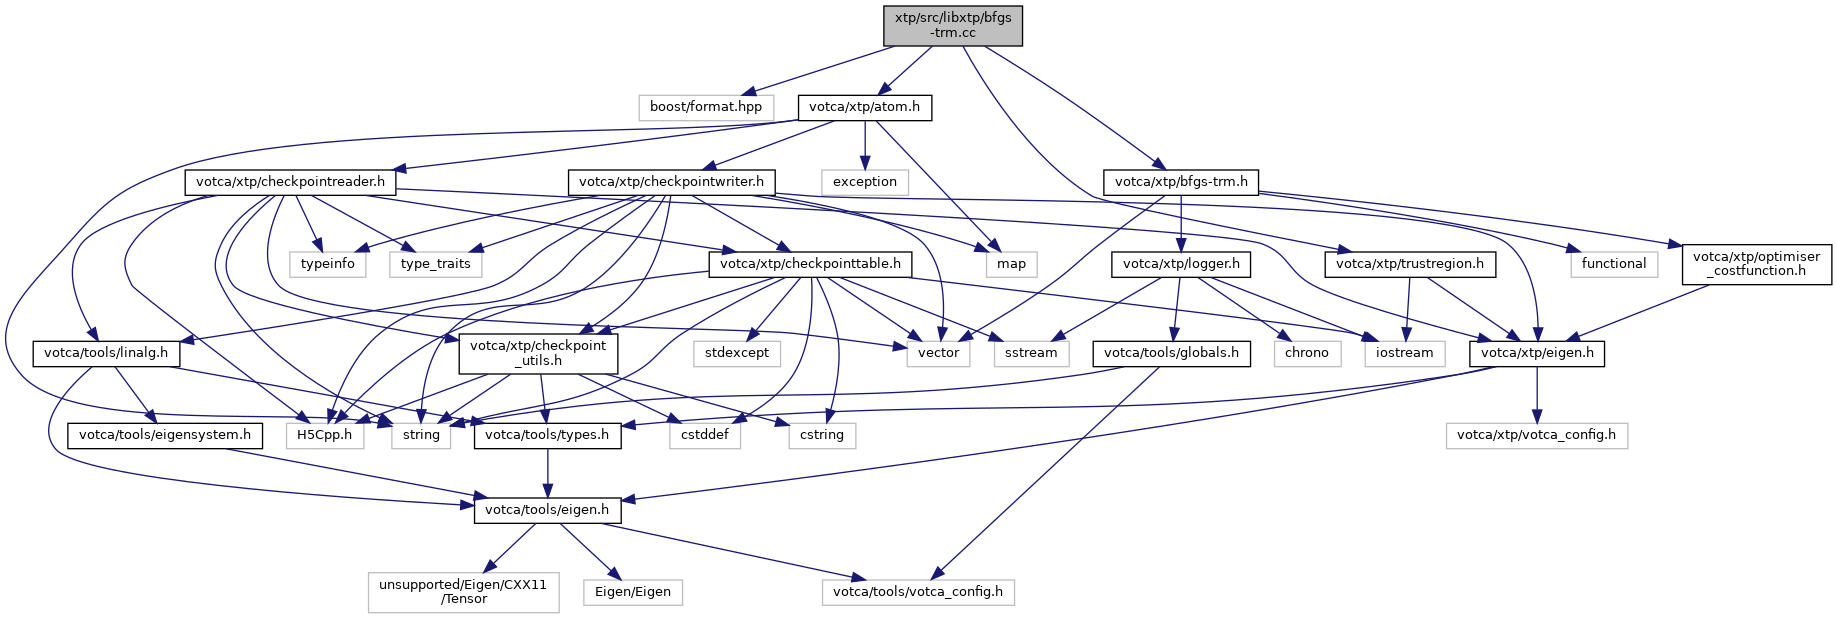 xtp/src/libxtp/bfgs
-trm.cc
boost/format.hpp
votca/xtp/atom.h
votca/xtp/checkpointreader.h
votca/xtp/checkpointwriter.h
exception
votca/xtp/bfgs-trm.h
typeinfo
type_traits
votca/xtp/checkpointtable.h
map
votca/xtp/logger.h
votca/xtp/trustregion.h
functional
votca/xtp/optimiser
_costfunction.h
votca/tools/linalg.h
votca/xtp/checkpoint
_utils.h
stdexcept
vector
sstream
votca/tools/globals.h
chrono
iostream
votca/xtp/eigen.h
votca/tools/eigensystem.h
H5Cpp.h
string
votca/tools/types.h
cstddef
cstring
votca/xtp/votca_config.h
votca/tools/eigen.h
unsupported/Eigen/CXX11
/Tensor
Eigen/Eigen
votca/tools/votca_config.h